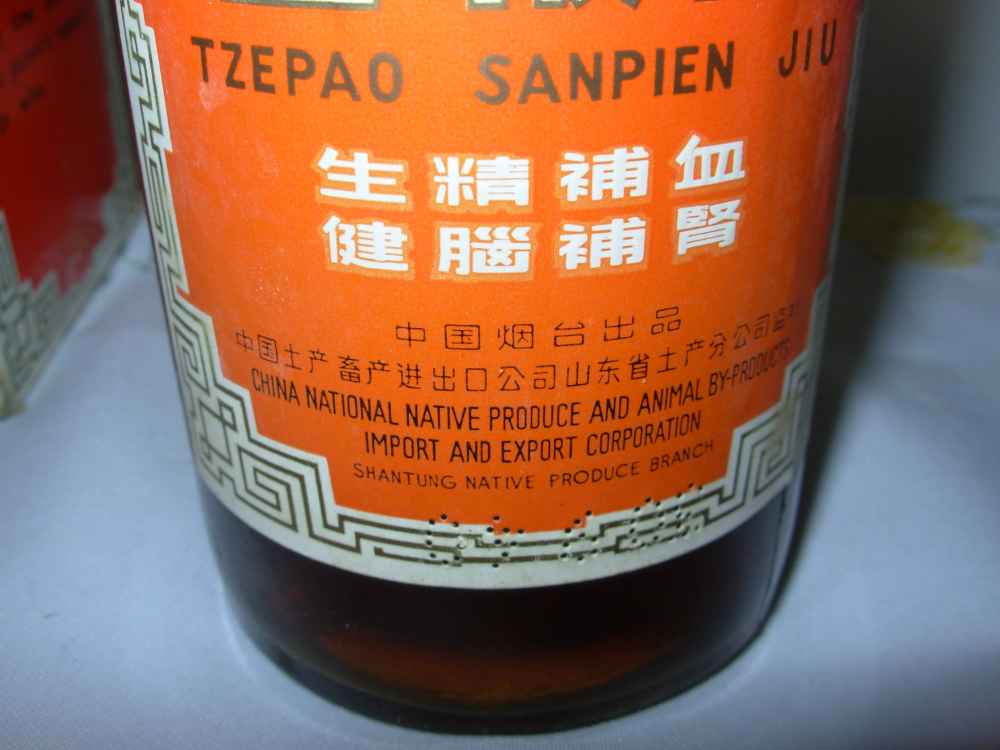 TZEPAO SANPIEN JIU
生精補血
健腦補腎
中国烟台出品
中国土产畜产进出口公司山东省土产分公司监制
CHINA NATIONAL NATIVE PRODUCE AND ANIMAL BY-PRODUCTS
IMPORT AND EXPORT CORPORATION
SHANTUNG NATIVE PRODUCE BRANCH